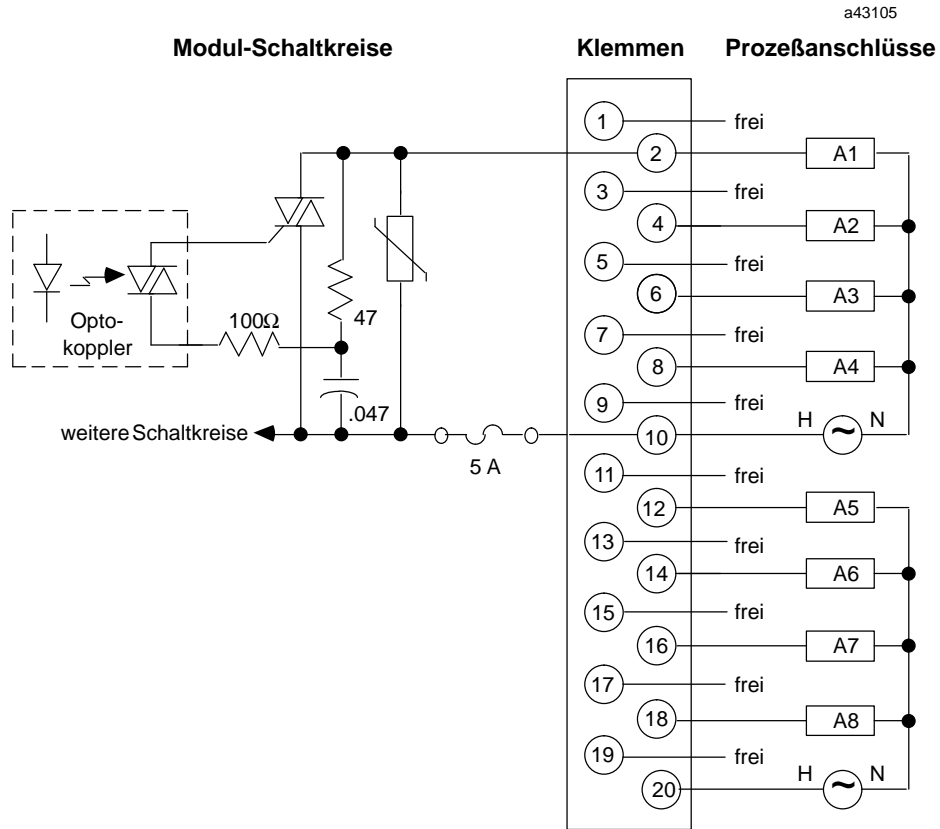 a43105
Modul-Schaltkreise Klemmen Prozeßanschlüsse
1 frei
2 A1
3 frei
4 A2
5 frei
6 A3
7 frei
8 A4
9 frei
10 H ~ N
11 frei
12 A5
13 frei
14 A6
15 frei
16 A7
17 frei
18 A8
19 frei
20 H ~ N
Opto-
koppler
100Ω
47
.047
weitere Schaltkreise
5 A